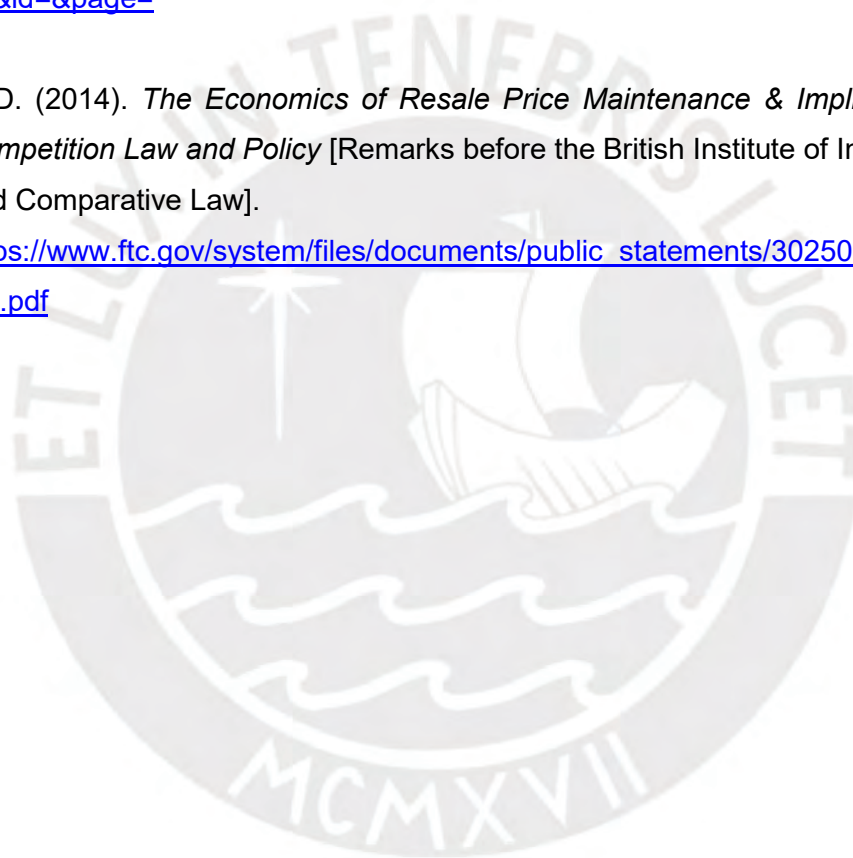 &id=&page=
D. (2014). The Economics of Resale Price Maintenance & Impl
mpetition Law and Policy [Remarks before the British Institute of In
d Comparative Law].
ps://www.ftc.gov/system/files/documents/public_statements/30250
.pdf
ET LUX IN TENEBRIS LUCET
MCMXVII